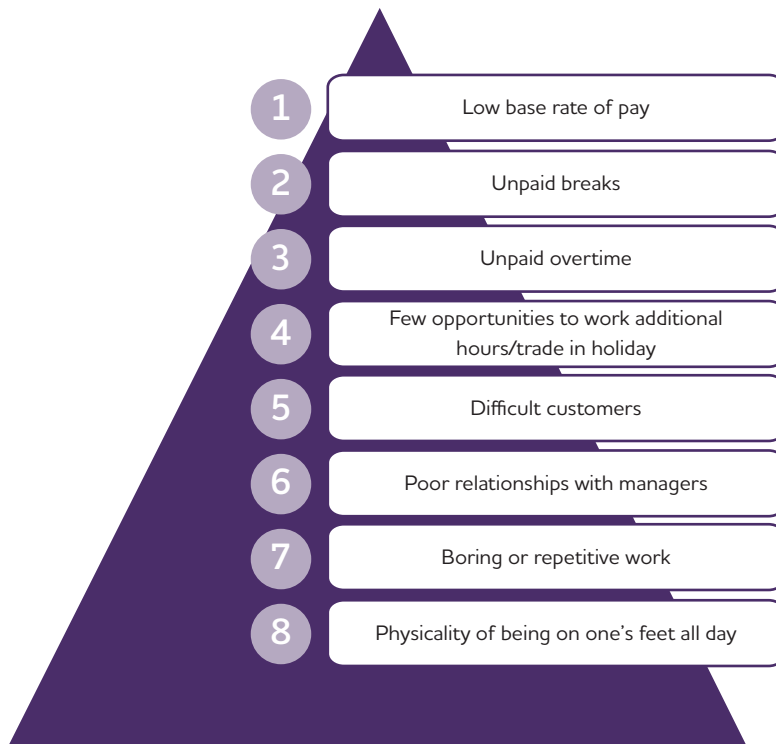 1
Low base rate of pay
2
Unpaid breaks
3
Unpaid overtime
4
Few opportunities to work additional
hours/trade in holiday
5
Difficult customers
6
Poor relationships with managers
7
Boring or repetitive work
8
Physicality of being on one’s feet all day